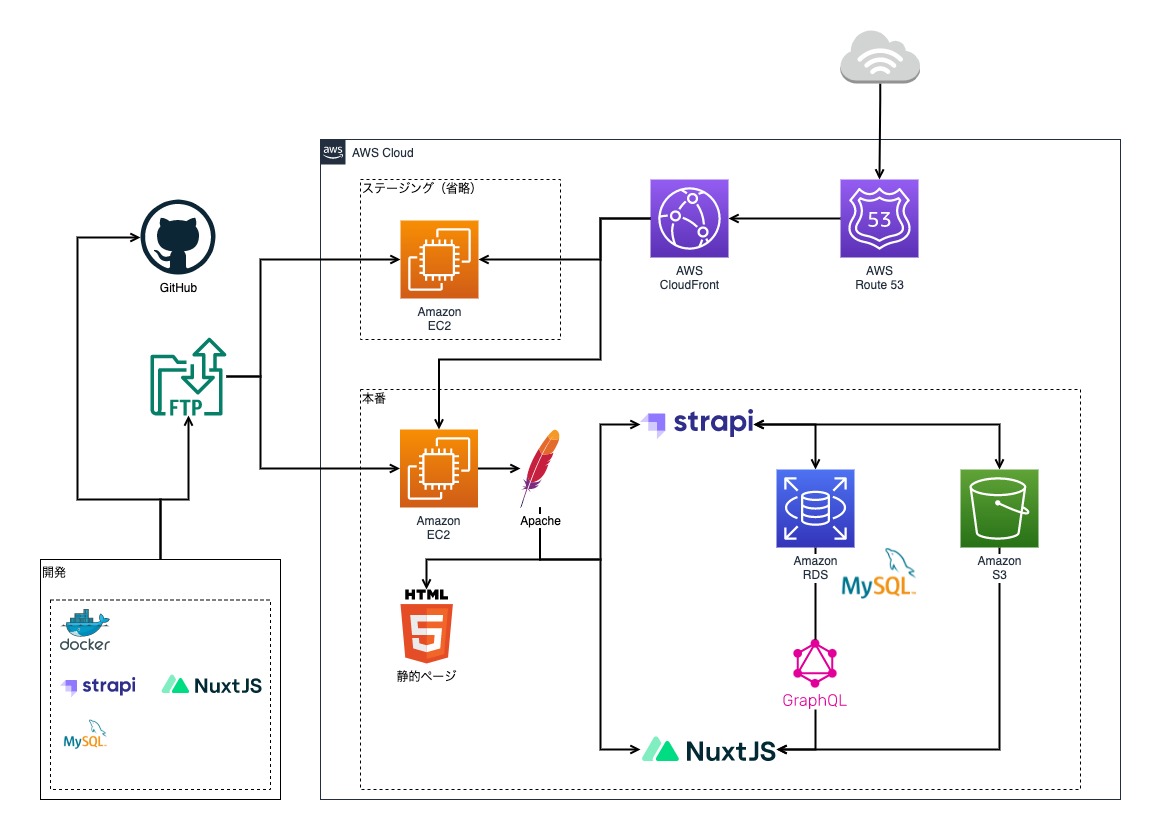 aws
AWS Cloud
ステージング（省略）
53
AWS
CloudFront
AWS
Route 53
GitHub
Amazon
EC2
FTP
本番
strapi
Amazon
EC2
Apache
Amazon
RDS
MySQL™
Amazon
S3
HTML
5
静的ページ
GraphQL
NuxtJS
開発
docker
strapi
NuxtJS
MySQL™